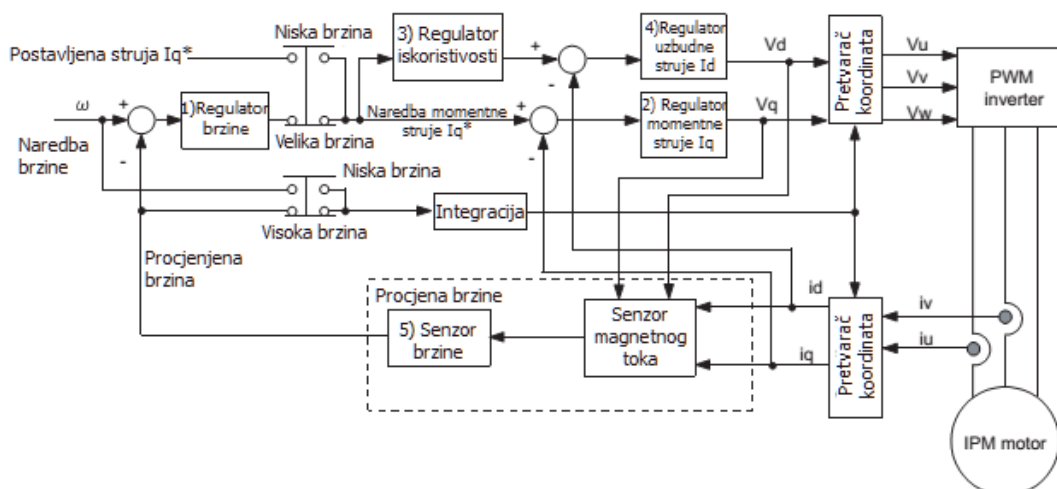 Niska brzina
Postavljena struja Iq*
3) Regulator
iskoristivosti
+
-
4)Regulator
uzbudne
struje Id
Vd
Pretvarač
koordinata
Vu
Vv
Vw
PWM
inverter
ω
+
-
Naredba
brzine
1)Regulator
brzine
Velika brzina
Naredba momentne
struje Iq*
+
-
2) Regulator
momentne
struje Iq
Vq
Niska brzina
Visoka brzina
Integracija
Procjenjena
brzina
Procjena brzine
5) Senzor
brzine
Senzor
magnetnog
toka
id
iq
Pretvarač
koordinata
iv
iu
IPM motor